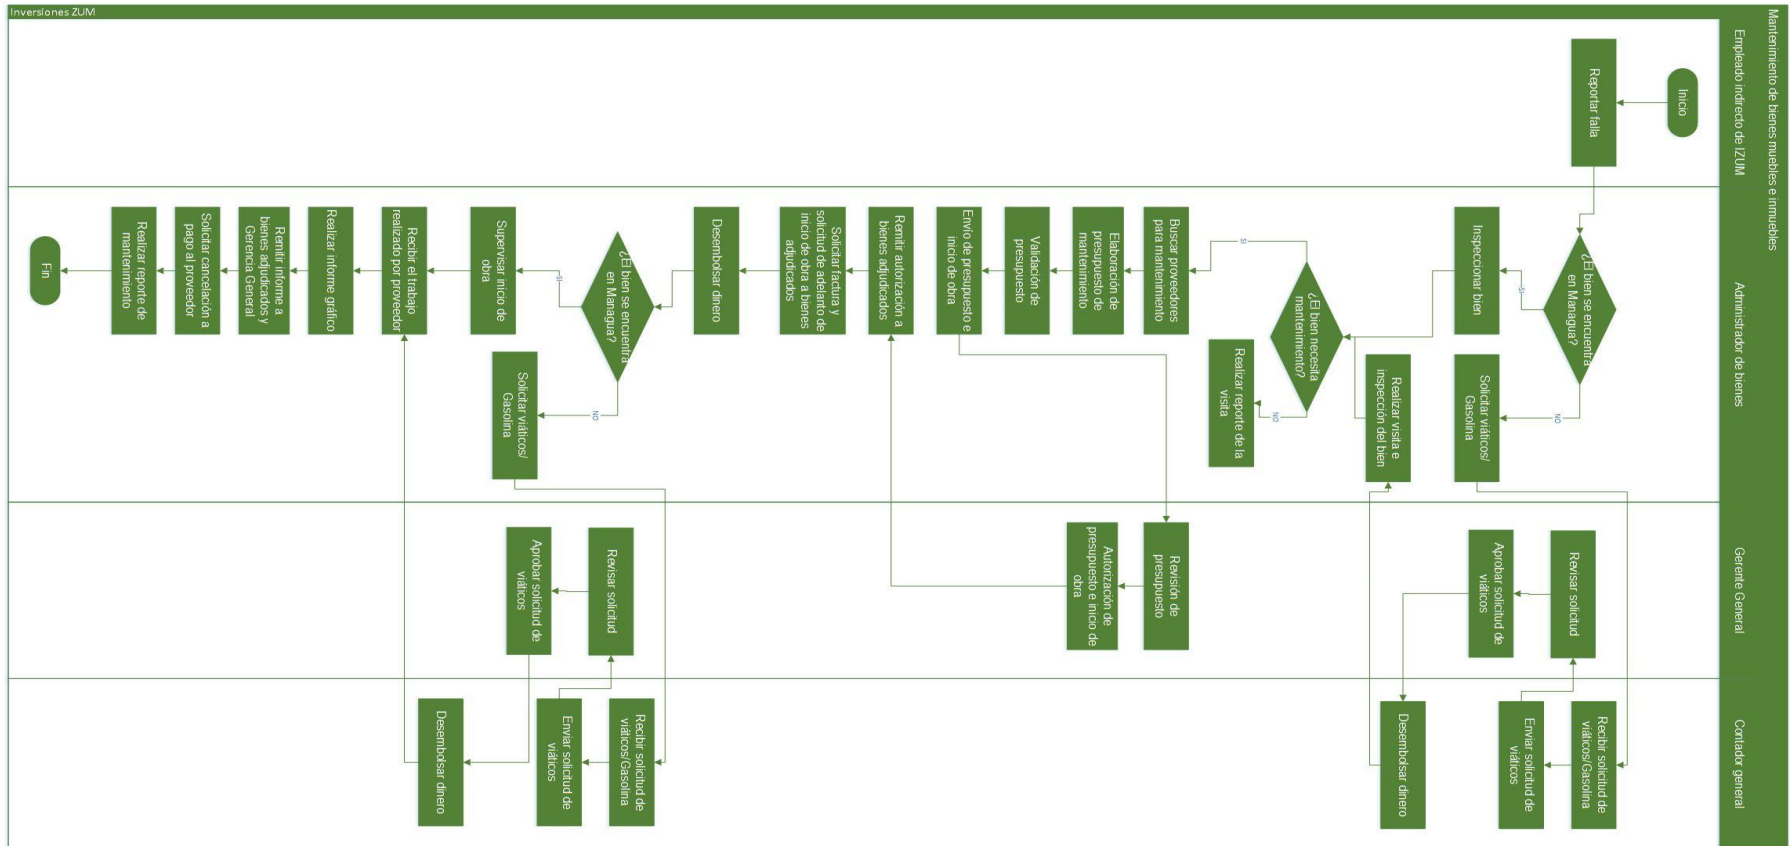 Inversiones ZUM
Mantenimiento de bienes muebles e inmuebles
Empleado indirecto de IZUM
Administrador de bienes
Gerente General
Contador general
Inicio
Reportar falla
¿El bien se encuentra
en Managua?
SI
NO
Inspeccionar bien
Solicitar viáticos/
Gasolina
Recibir solicitud de
viáticos/Gasolina
Enviar solicitud de
viáticos
Revisar solicitud
Aprobar solicitud de
viáticos
Desembolsar dinero
Realizar visita e
inspección del bien
¿El bien necesita
mantenimiento?
SI
NO
Realizar reporte de la
visita
Buscar proveedores
para mantenimiento
Elaboración de
presupuesto de
mantenimiento
Validación de
presupuesto
Envío de presupuesto e
inicio de obra
Revisión de
presupuesto
Autorización de
presupuesto e inicio de
obra
Remitir autorización a
bienes adjudicados
Solicitar factura y
solicitud de adelanto de
inicio de obra a bienes
adjudicados
Desembolsar dinero
¿El bien se encuentra
en Managua?
SI
NO
Supervisar inicio de
obra
Solicitar viáticos/
Gasolina
Recibir solicitud de
viáticos/Gasolina
Enviar solicitud de
viáticos
Revisar solicitud
Aprobar solicitud de
viáticos
Desembolsar dinero
Recibir el trabajo
realizado por proveedor
Realizar informe gráfico
Remitir informe a
bienes adjudicados y
Gerencia General
Solicitar cancelación a
pago al proveedor
Realizar reporte de
mantenimiento
Fin